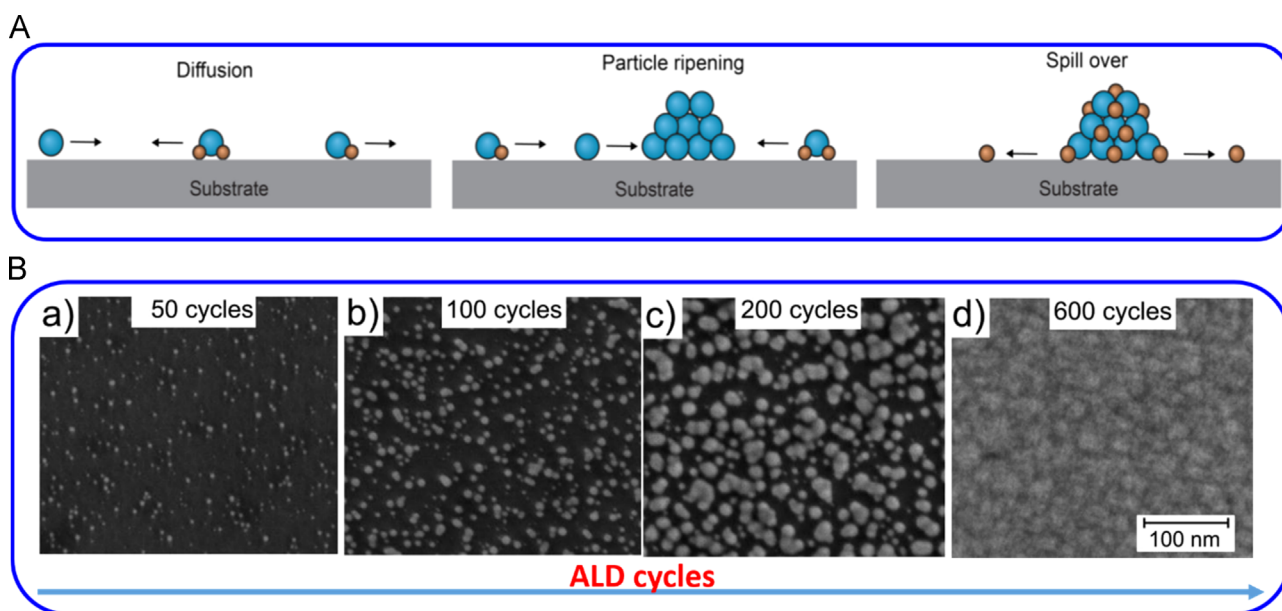 A
Diffusion
Particle ripening
Spill over
Substrate
Substrate
Substrate
B
a)
50 cycles
b)
100 cycles
c)
200 cycles
d)
600 cycles
100 nm
ALD cycles